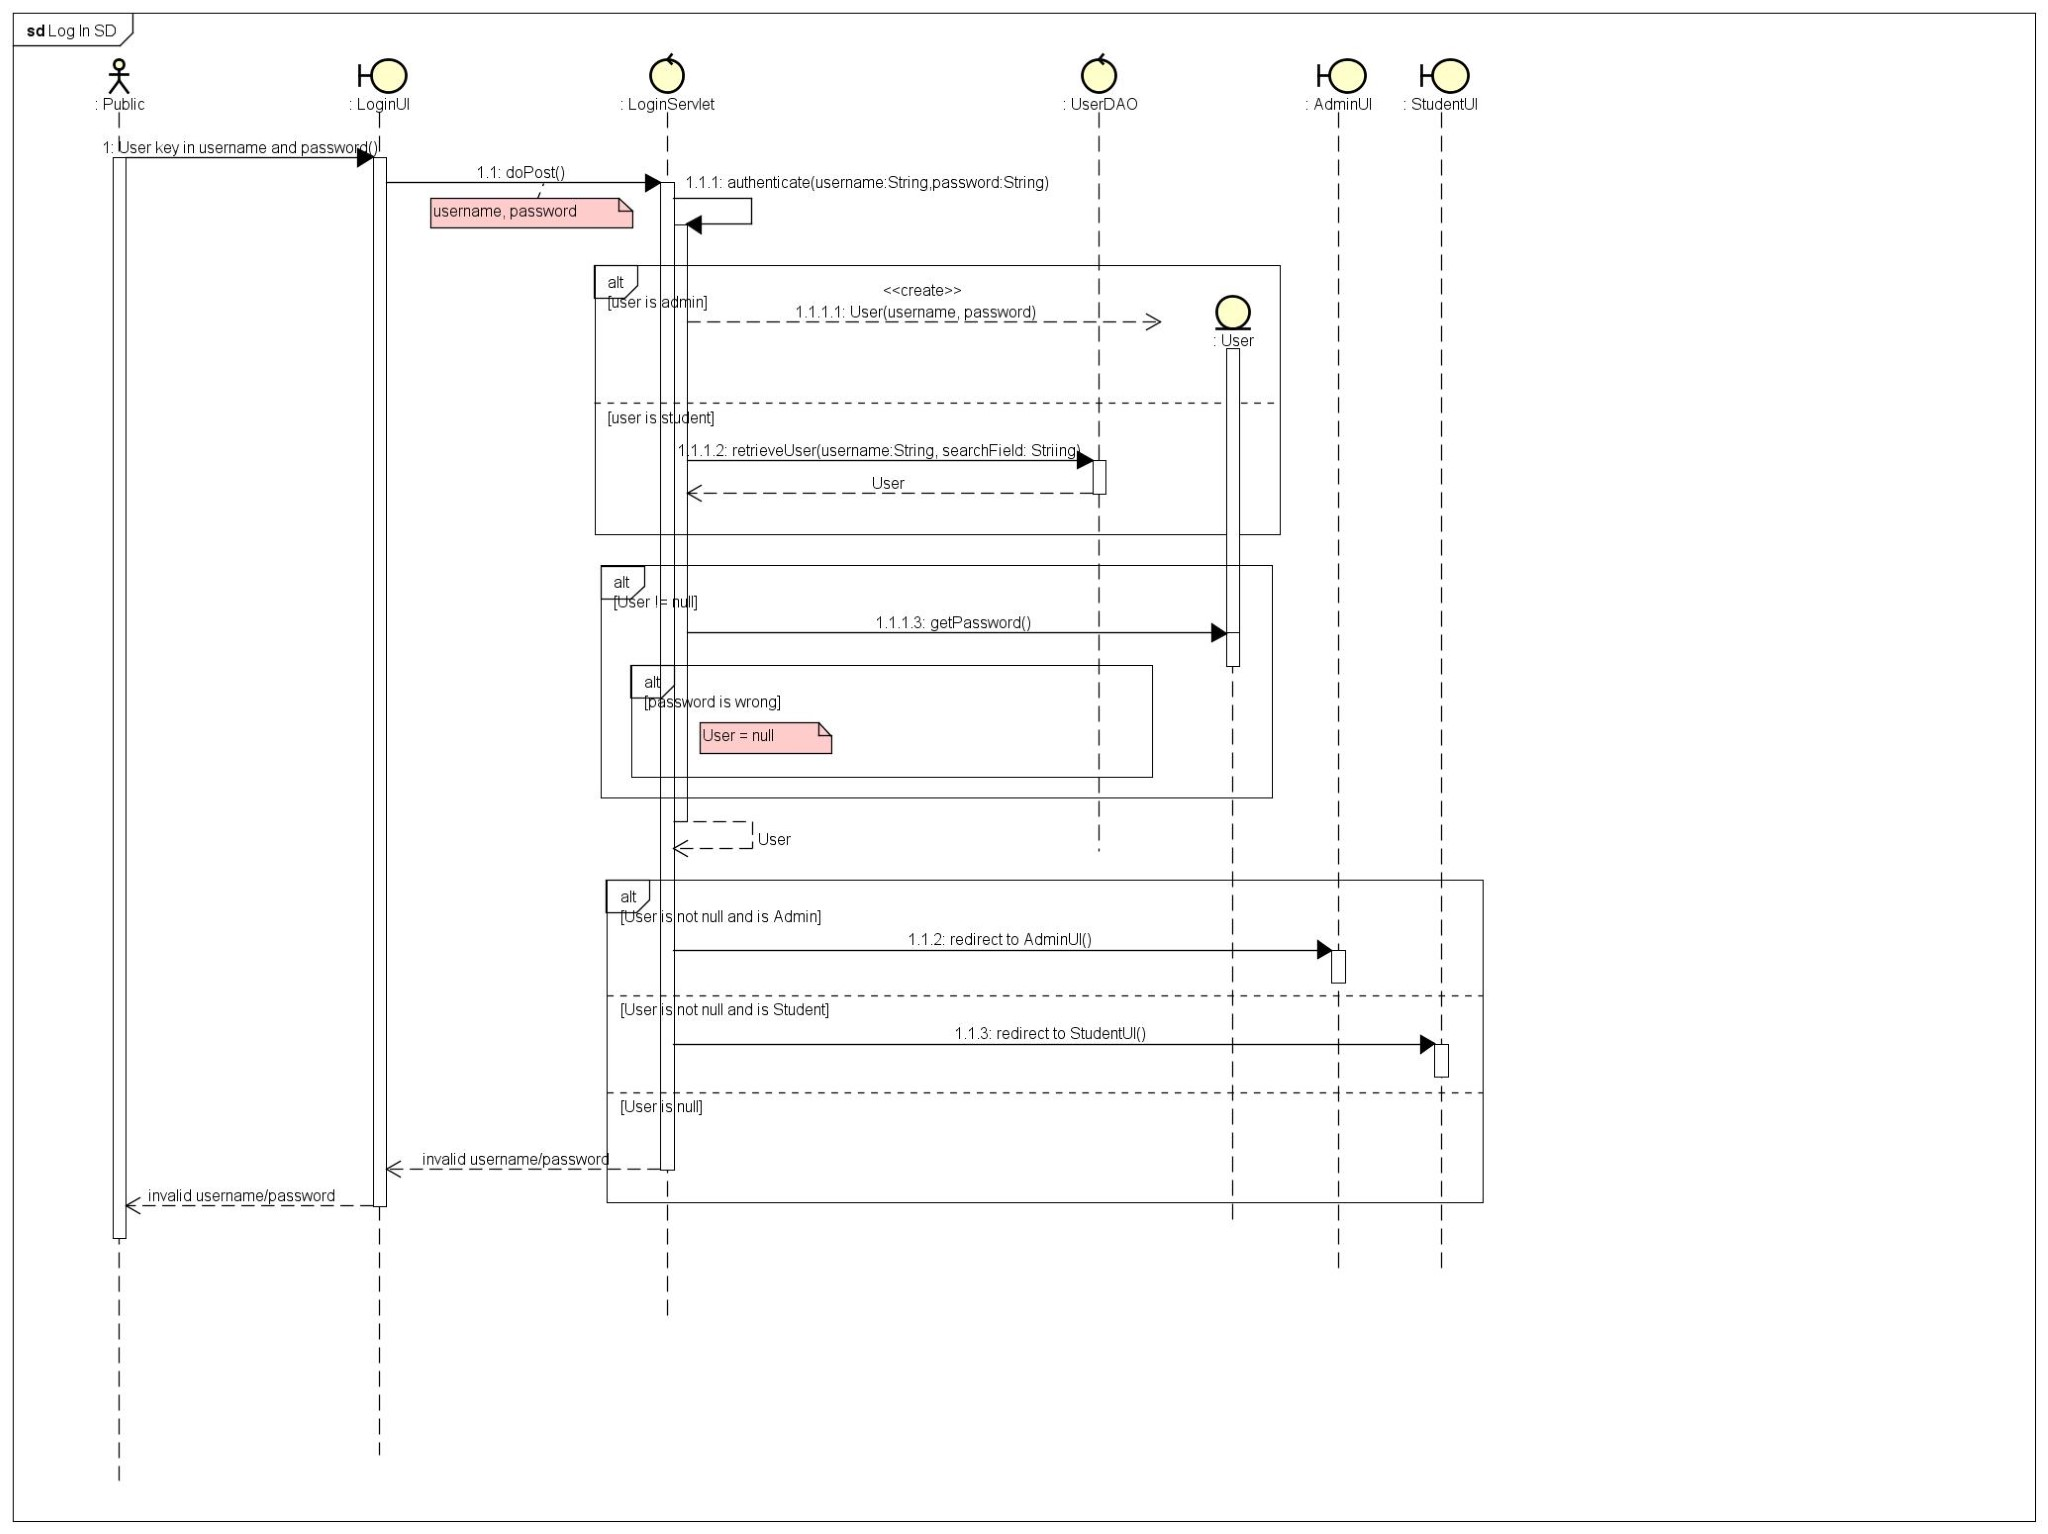 sd Log In SD
: Public
: LoginUI
: LoginServlet
: UserDAO
: AdminUI
: StudentUI
1: User key in username and password()
1.1: doPost()
username, password
1.1.1: authenticate(username:String,password:String)
alt
[user is admin]
<<create>>
1.1.1.1: User(username, password)
: User
[user is student]
1.1.1.2: retrieveUser(username:String, searchField: Striing)
User
alt
[User != null]
1.1.1.3: getPassword()
alt
[password is wrong]
User = null
User
alt
[User is not null and is Admin]
1.1.2: redirect to AdminUI()
[User is not null and is Student]
1.1.3: redirect to StudentUI()
[User is null]
invalid username/password
invalid username/password